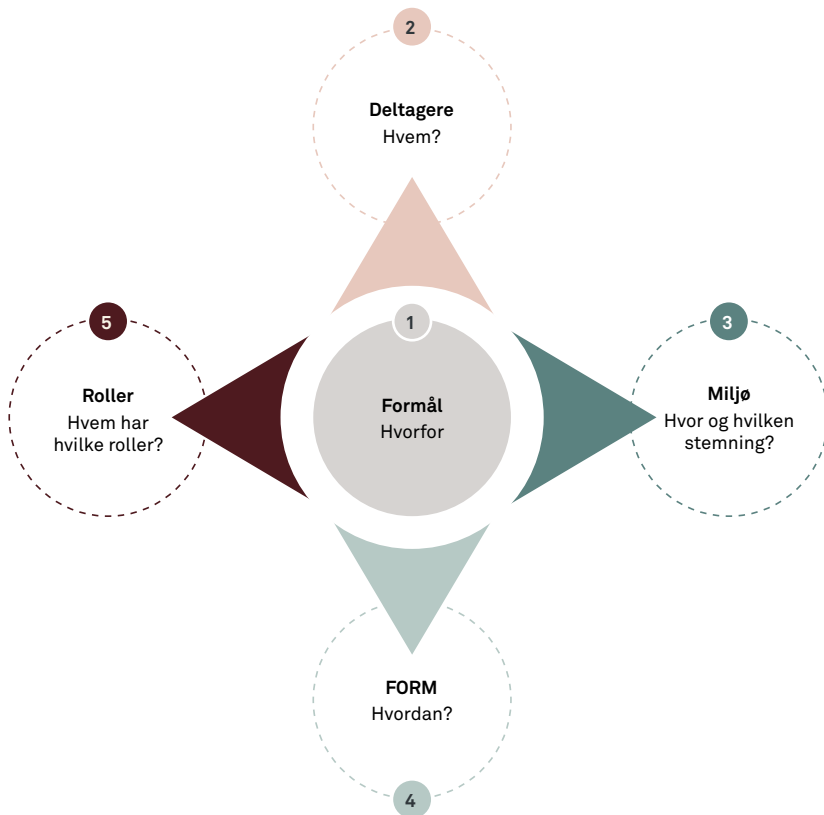 2
Deltagere
Hvem?
1
Formål
Hvorfor
5
Roller
Hvem har
hvilke roller?
3
Miljø
Hvor og hvilken
stemning?
FORM
Hvordan?
4